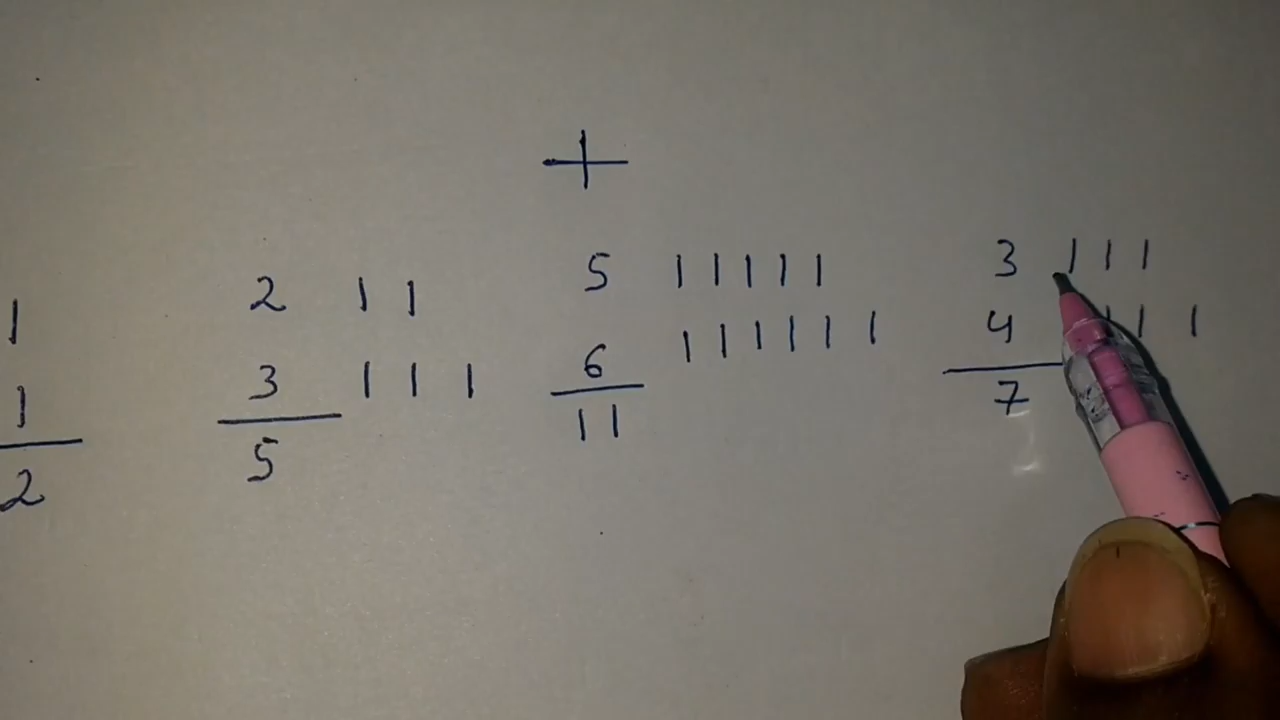 +
1
1
2
2 | |
3 | | |
5
5 | | | | |
6 | | | | | |
11
3 | | |
4 | | |
7